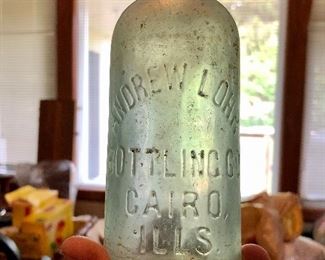 ANDREW LOHR
BOTTLING CO.
CAIRO,
ILLS.